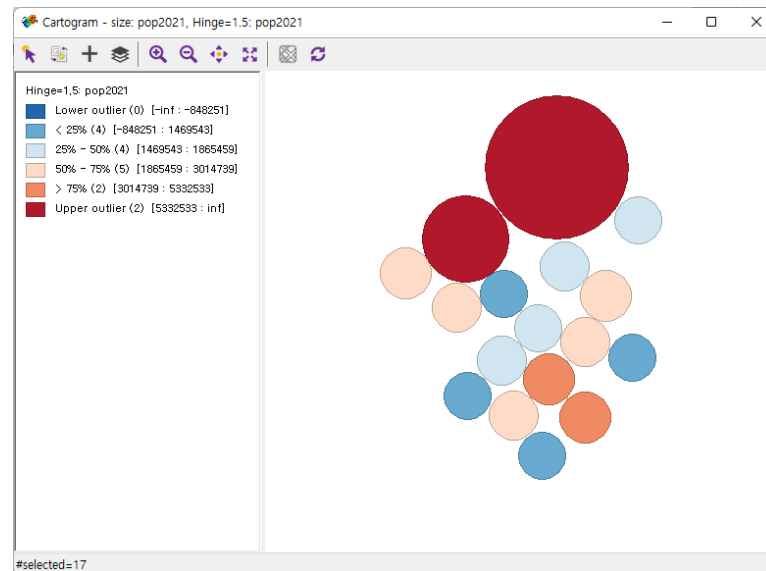 Cartogram - size: pop2021, Hinge=1.5: pop2021
Hinge=1,5: pop2021
Lower outlier (0) [-inf : -848251]
< 25% (4) [-848251 : 1469543]
25% - 50% (4) [1469543 : 1865459]
50% - 75% (5) [1865459 : 3014739]
> 75% (2) [3014739 : 5332533]
Upper outlier (2) [5332533 : inf]
#selected=17